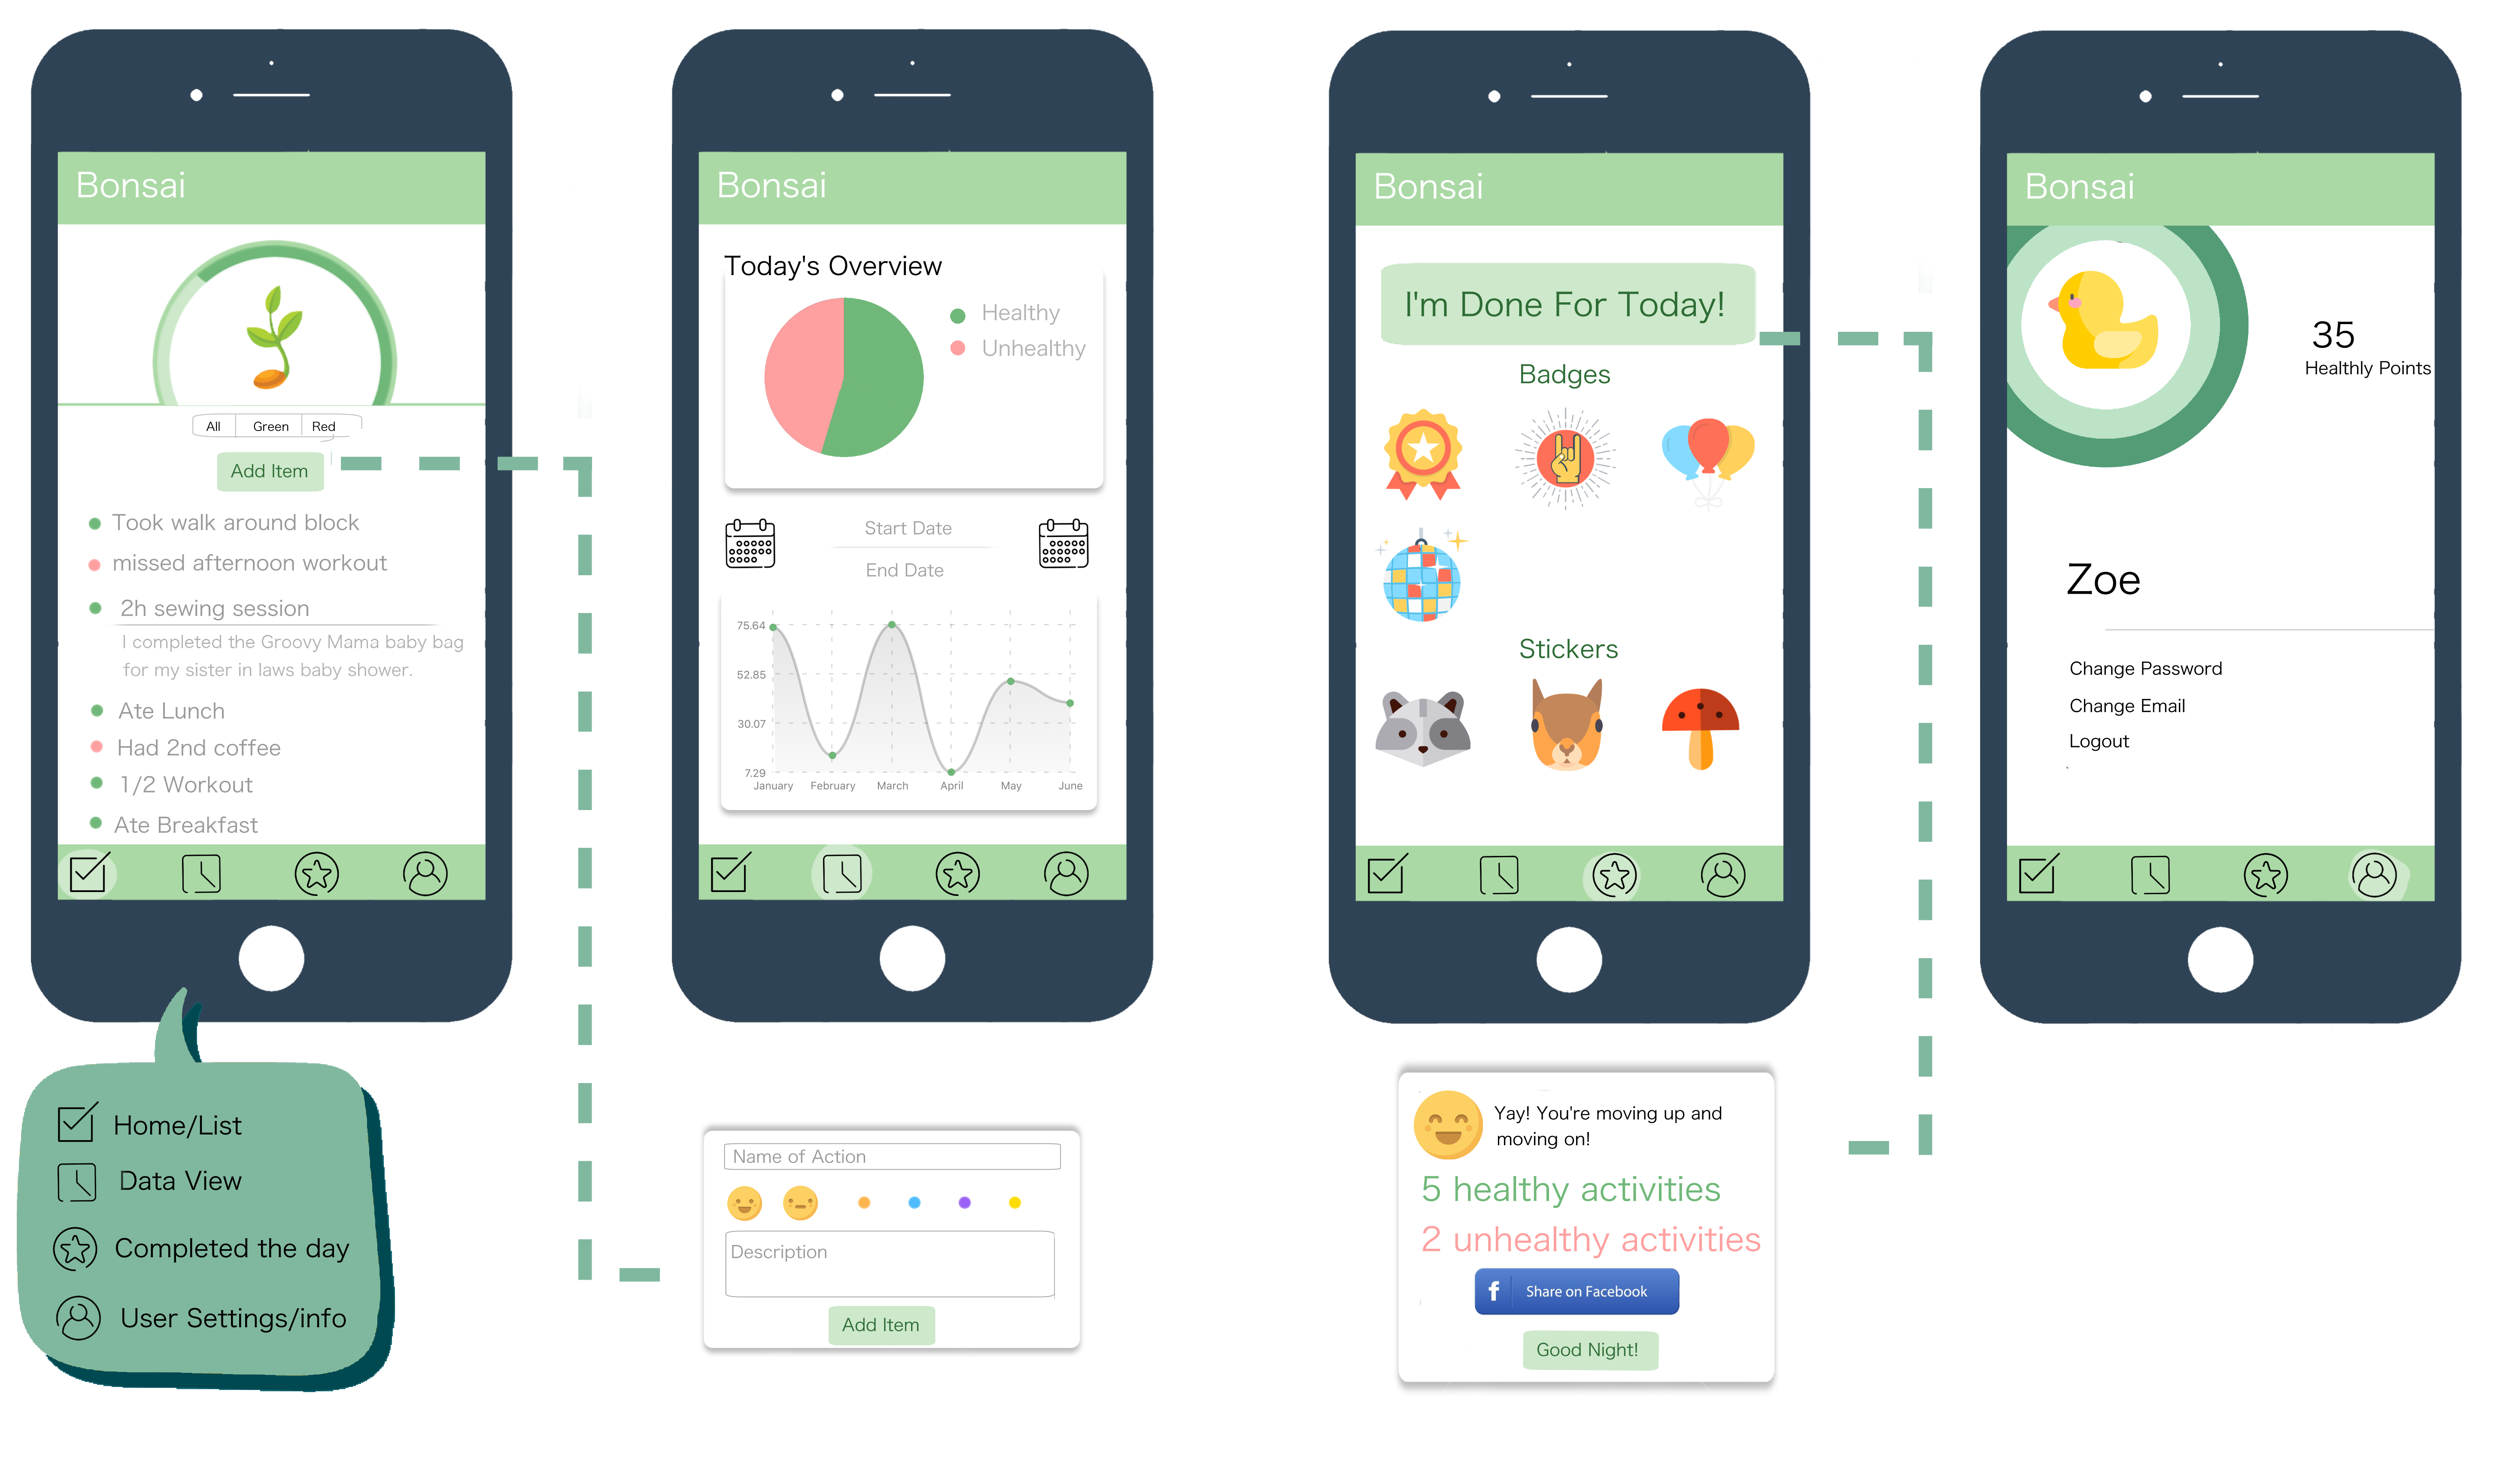 Bonsai
All Green Red
Add Item
Took walk around block
missed afternoon workout
2h sewing session
I completed the Groovy Mama baby bag
for my sister in laws baby shower.
Ate Lunch
Had 2nd coffee
1/2 Workout
Ate Breakfast
Home/List
Data View
Completed the day
User Settings/info
Bonsai
Today's Overview
Healthy
Unhealthy
Start Date
End Date
75.64
52.85
30.07
7.29
January February March April May June
Name of Action
Description
Add Item
Bonsai
I'm Done For Today!
Badges
Stickers
Yay! You're moving up and
moving on!
5 healthy activities
2 unhealthy activities
f Share on Facebook
Good Night!
Bonsai
35
Healthly Points
Zoe
Change Password
Change Email
Logout